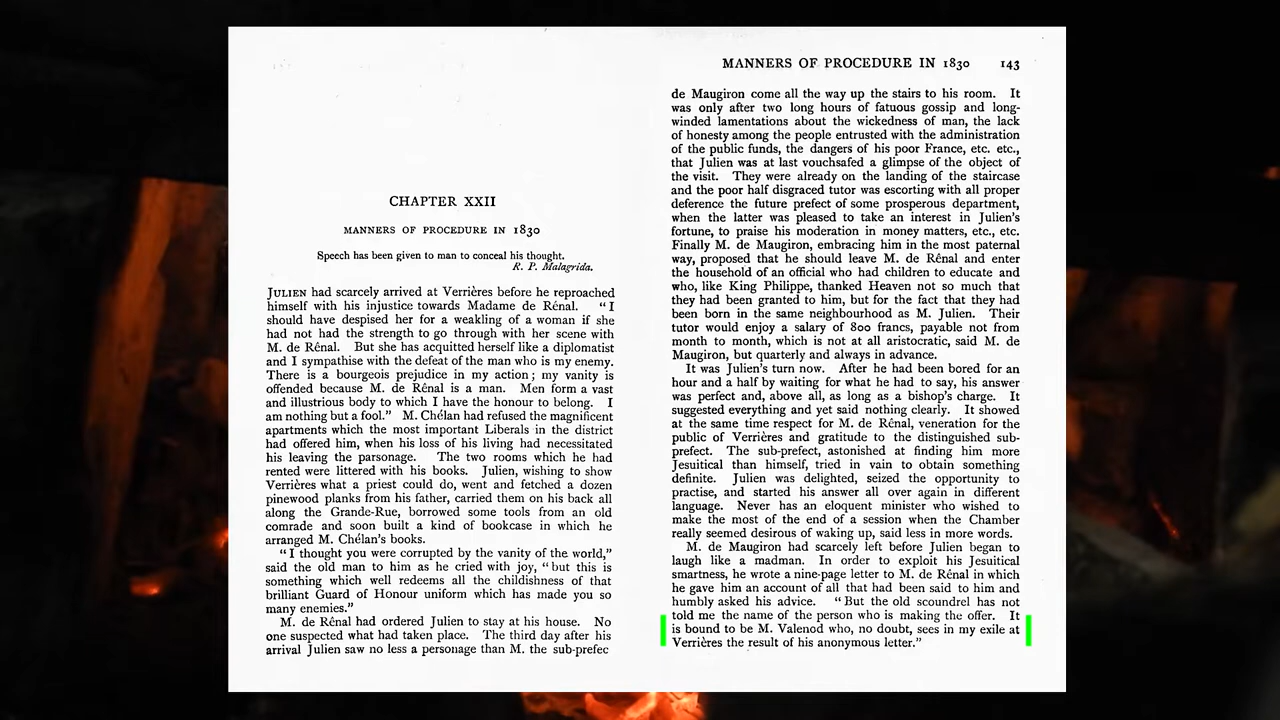 CHAPTER XXII
MANNERS OF PROCEDURE IN 1830
Speech has been given to man to conceal his thought.
R. P. Malagrida.
JULIEN had scarcely arrived at Verrières before he reproached
himself with his injustice towards Madame de Rénal. “I
should have despised her for a weakling of a woman if she
had not had the strength to go through with her scene with
M. de Rénal. But she has acquitted herself like a diplomatist
and I sympathise with the defeat of the man who is my enemy.
There is a bourgeois prejudice in my action; my vanity is
offended because M. de Rênal is a man. Men form a vast
and illustrious body to which I have the honour to belong. I
am nothing but a fool.” M. Chélan had refused the magnificent
apartments which the most important Liberals in the district
had offered him, when his loss of his living had necessitated
his leaving the parsonage. The two rooms which he had
rented were littered with his books. Julien, wishing to show
Verrières what a priest could do, went and fetched a dozen
pinewood planks from his father, carried them on his back all
along the Grande-Rue, borrowed some tools from an old
comrade and soon built a kind of bookcase in which he
arranged M. Chélan’s books.
“I thought you were corrupted by the vanity of the world,”
said the old man to him as he cried with joy, “but this is
something which well redeems all the childishness of that
brilliant Guard of Honour uniform which has made you so
many enemies.”
M. de Rênal had ordered Julien to stay at his house. No
one suspected what had taken place. The third day after his
arrival Julien saw no less a personage than M. the sub-prefec
MANNERS OF PROCEDURE IN 1830 143
de Maugiron come all the way up the stairs to his room. It
was only after two long hours of fatuous gossip and long-
winded lamentations about the wickedness of man, the lack
of honesty among the people entrusted with the administration
of the public funds, the dangers of his poor France, etc. etc.,
that Julien was at last vouchsafed a glimpse of the object of
the visit. They were already on the landing of the staircase
and the poor half disgraced tutor was escorting with all proper
deference the future prefect of some prosperous department,
when the latter was pleased to take an interest in Julien’s
fortune, to praise his moderation in money matters, etc., etc.
Finally M. de Maugiron, embracing him in the most paternal
way, proposed that he should leave M. de Rênal and enter
the household of an official who had children to educate and
who, like King Philippe, thanked Heaven not so much that
they had been granted to him, but for the fact that they had
been born in the same neighbourhood as M. Julien. Their
tutor would enjoy a salary of 800 francs, payable not from
month to month, which is not at all aristocratic, said M. de
Maugiron, but quarterly and always in advance.
It was Julien’s turn now. After he had been bored for an
hour and a half by waiting for what he had to say, his answer
was perfect and, above all, as long as a bishop’s charge. It
suggested everything and yet said nothing clearly. It showed
at the same time respect for M. de Rênal, veneration for the
public of Verrières and gratitude to the distinguished sub-
prefect. The sub-prefect, astonished at finding him more
Jesuitical than himself, tried in vain to obtain something
definite. Julien was delighted, seized the opportunity to
practise, and started his answer all over again in different
language. Never has an eloquent minister who wished to
make the most of the end of a session when the Chamber
really seemed desirous of waking up, said less in more words.
M. de Maugiron had scarcely left before Julien began to
laugh like a madman. In order to exploit his Jesuitical
smartness, he wrote a nine-page letter to M. de Rénal in which
he gave him an account of all that had been said to him and
humbly asked his advice. “But the old scoundrel has not
told me the name of the person who is making the offer. It
is bound to be M. Valenod who, no doubt, sees in my exile at
Verrières the result of his anonymous letter.”